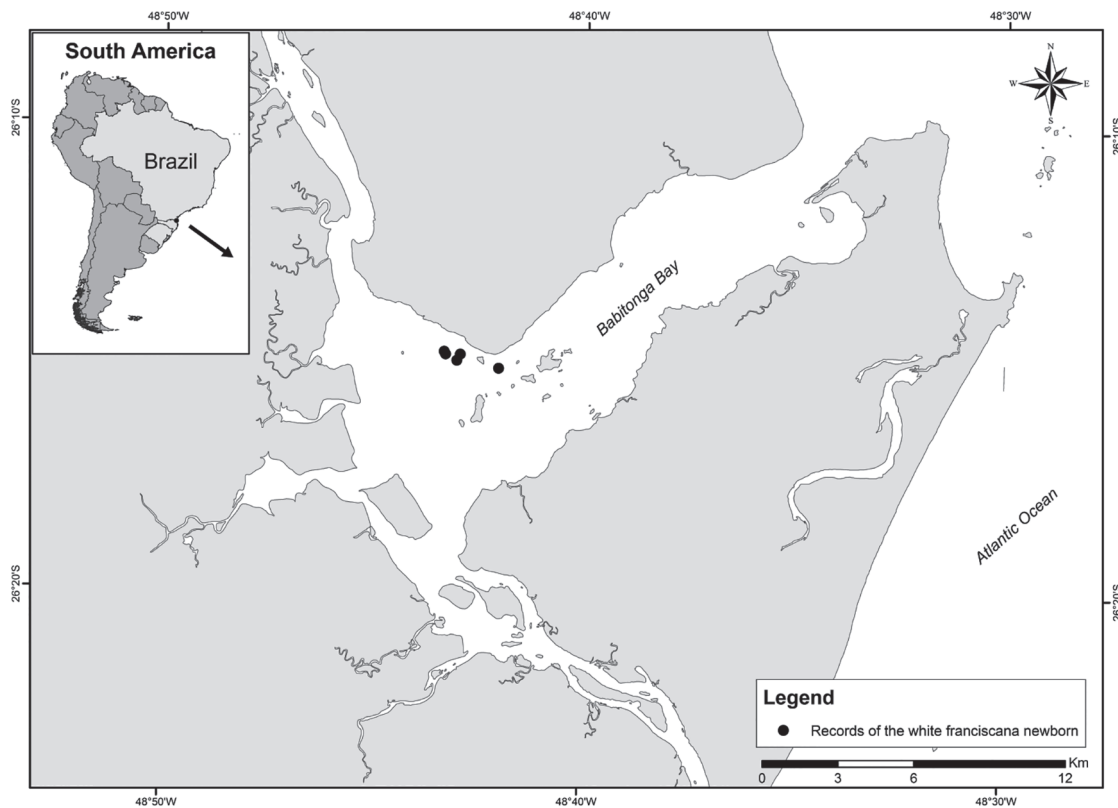 48°50'W 48°40'W 48°30'W
South America
Brazil
N
W E
S
26°10'S 26°10'S
Babitonga Bay
Atlantic Ocean
26°20'S 26°20'S
Legend
Records of the white franciscana newborn
Km
0 3 6 12
48°50'W 48°40'W 48°30'W